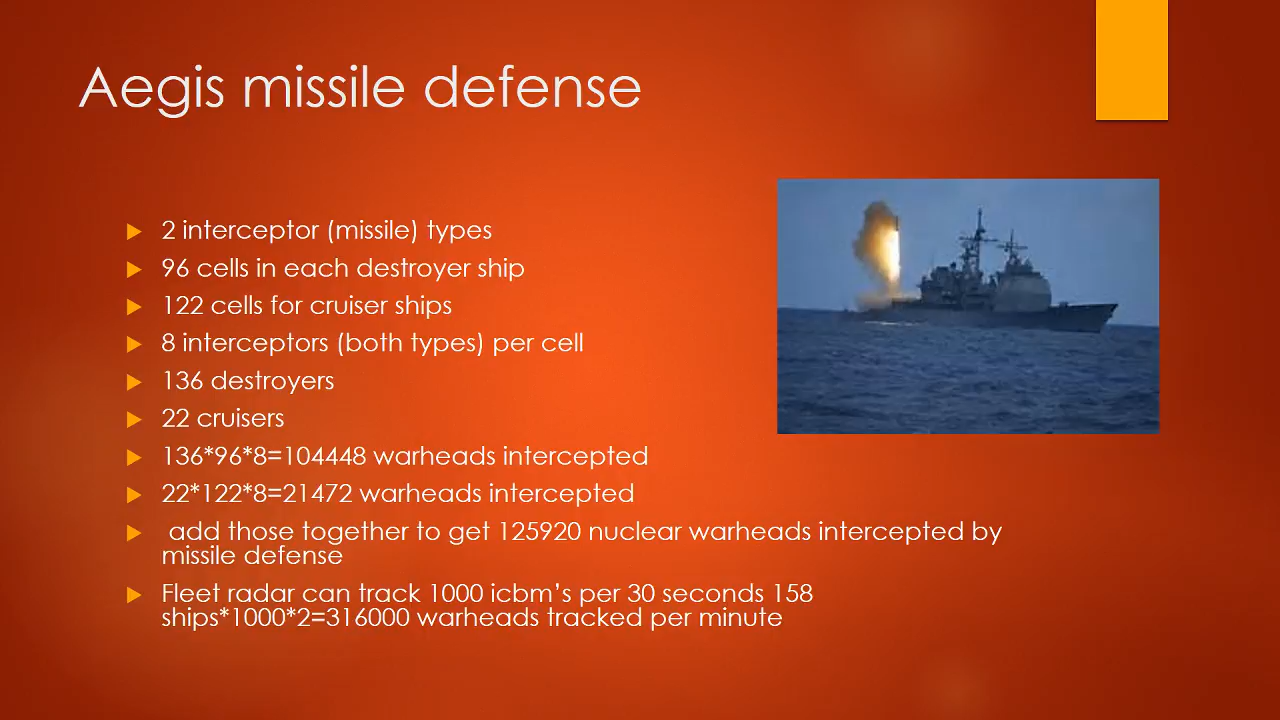 Aegis missile defense
2 interceptor (missile) types
96 cells in each destroyer ship
122 cells for cruiser ships
8 interceptors (both types) per cell
136 destroyers
22 cruisers
136*96*8=104448 warheads intercepted
22*122*8=21472 warheads intercepted
add those together to get 125920 nuclear warheads intercepted by
missile defense
Fleet radar can track 1000 icbm’s per 30 seconds 158
ships*1000*2=316000 warheads tracked per minute